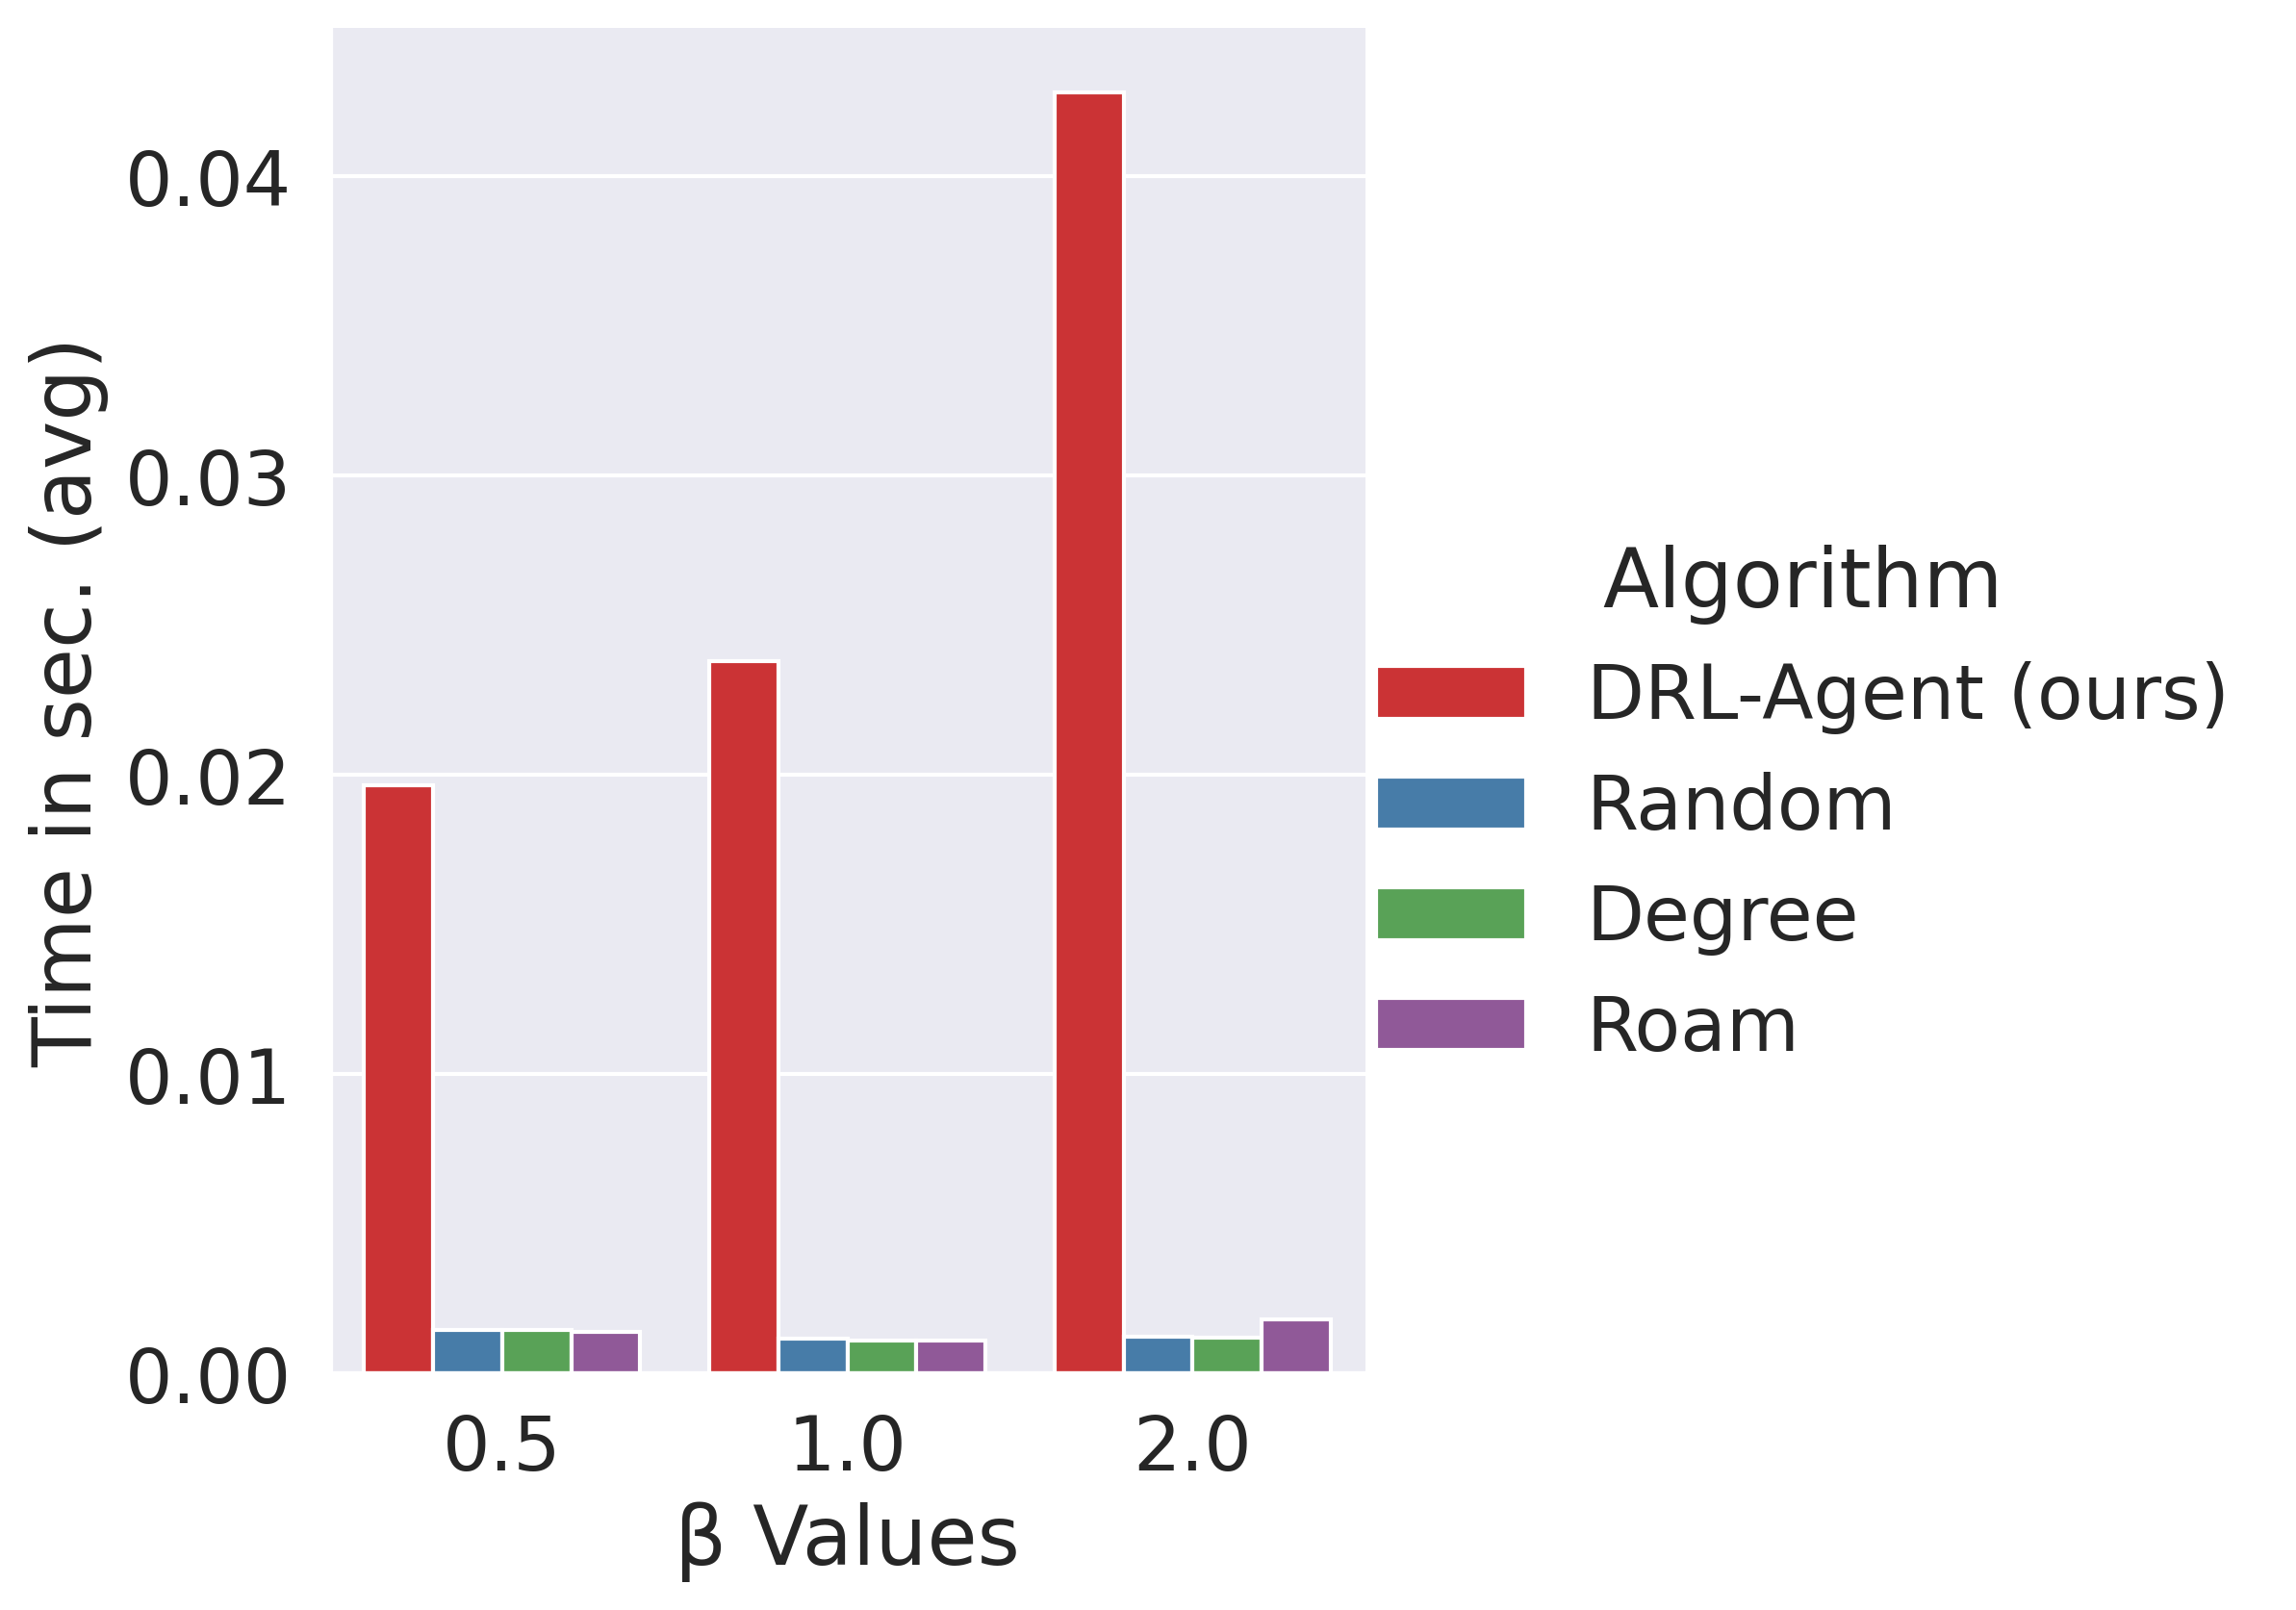 Time in sec. (avg)
0.04
0.03
0.02
0.01
0.00
0.5 1.0 2.0
β Values
Algorithm
DRL-Agent (ours)
Random
Degree
Roam